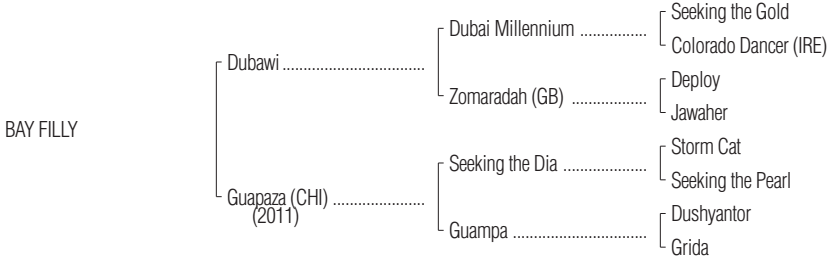 Seeking the Gold
Dubai Millennium ................
Colorado Dancer (IRE)
Dubawi ..................................
Deploy
Zomaradah (GB) ..................
Jawaher
BAY FILLY
Storm Cat
Seeking the Dia ....................
Seeking the Pearl
Guapaza (CHI) ......................
(2011)
Dushyantor
Guampa ................................
Grida